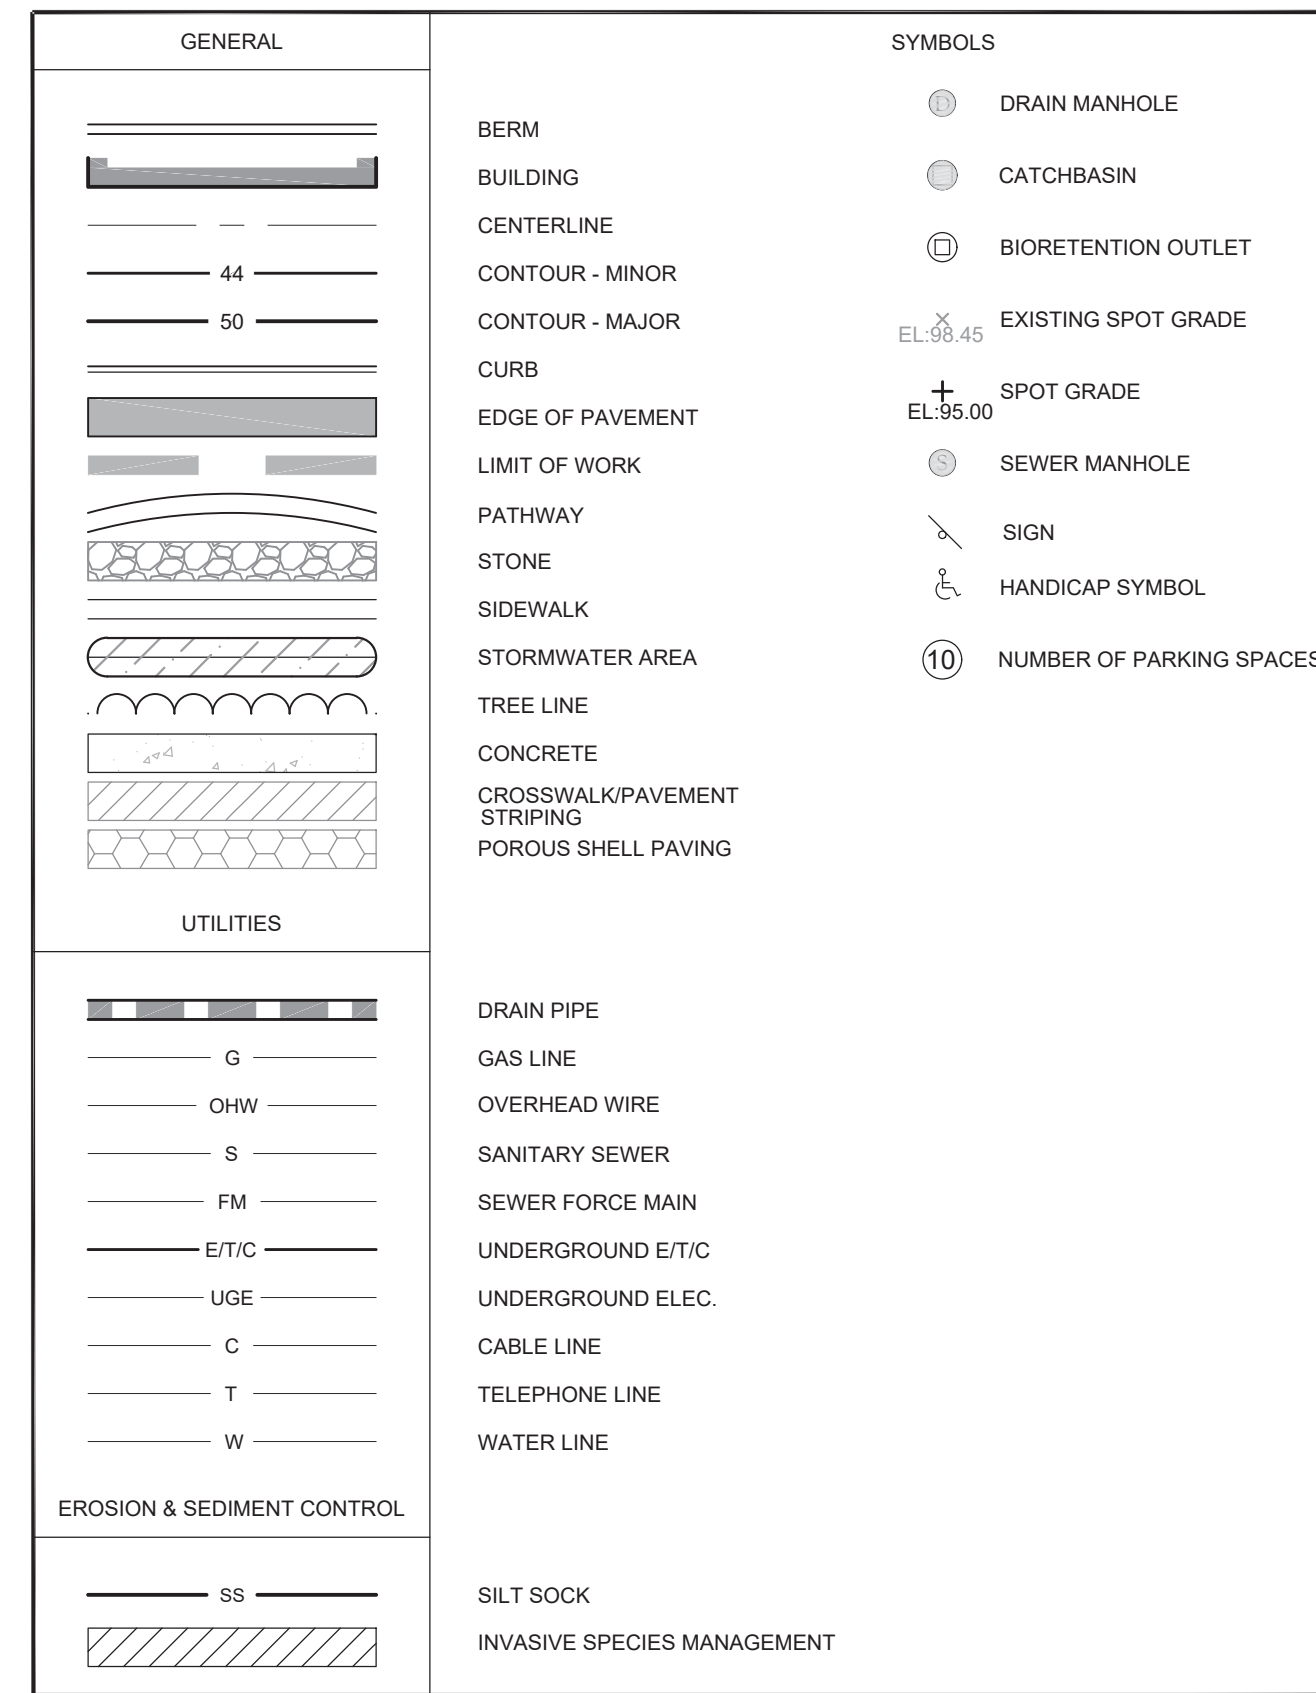 GENERAL
BERM
BUILDING
CENTERLINE
44 CONTOUR - MINOR
50 CONTOUR - MAJOR
CURB
EDGE OF PAVEMENT
LIMIT OF WORK
PATHWAY
STONE
SIDEWALK
STORMWATER AREA
TREE LINE
CONCRETE
CROSSWALK/PAVEMENT
STRIPING
POROUS SHELL PAVING
UTILITIES
DRAIN PIPE
G GAS LINE
OHW OVERHEAD WIRE
S SANITARY SEWER
FM SEWER FORCE MAIN
E/T/C UNDERGROUND E/T/C
UGE UNDERGROUND ELEC.
C CABLE LINE
T TELEPHONE LINE
W WATER LINE
EROSION & SEDIMENT CONTROL
SS SILT SOCK
INVASIVE SPECIES MANAGEMENT
SYMBOLS
D DRAIN MANHOLE
CATCHBASIN
BIORETENTION OUTLET
EXISTING SPOT GRADE
EL:98.45
SPOT GRADE
EL:95.00
S SEWER MANHOLE
SIGN
HANDICAP SYMBOL
10 NUMBER OF PARKING SPACES